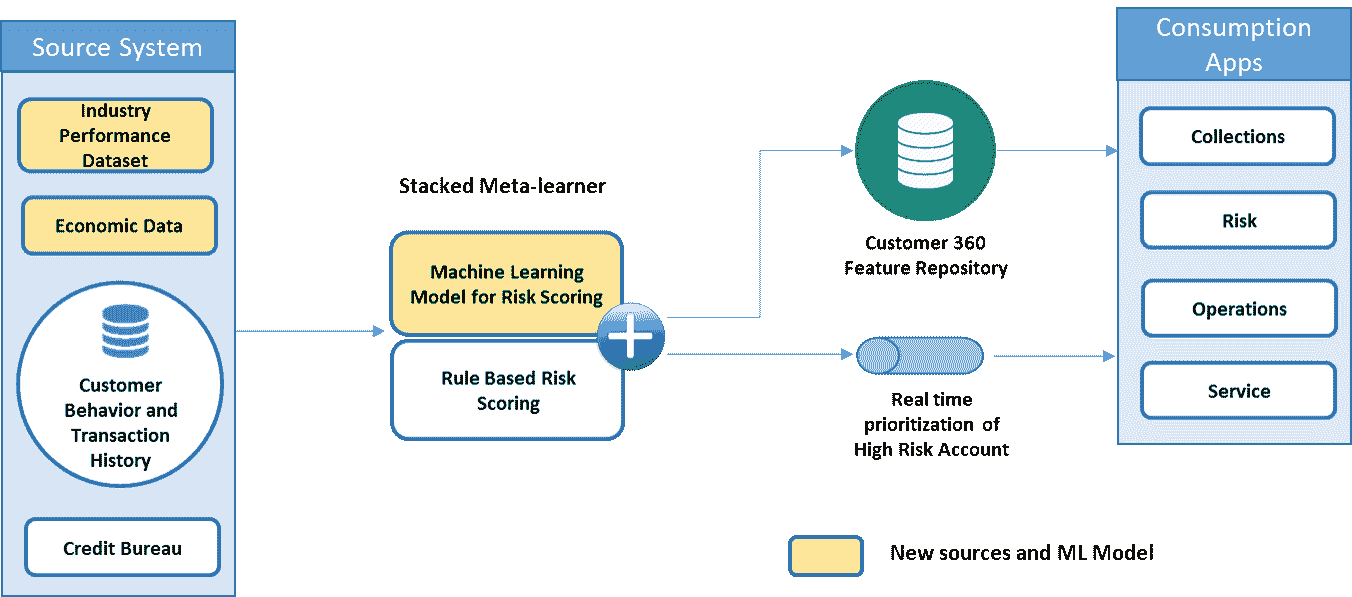 Source System
Industry
Performance
Dataset
Economic Data
Customer
Behavior and
Transaction
History
Credit Bureau
Stacked Meta-learner
Machine Learning
Model for Risk Scoring
Rule Based Risk
Scoring
Customer 360
Feature Repository
Real time
prioritization of
High Risk Account
Consumption
Apps
Collections
Risk
Operations
Service
New sources and ML Model